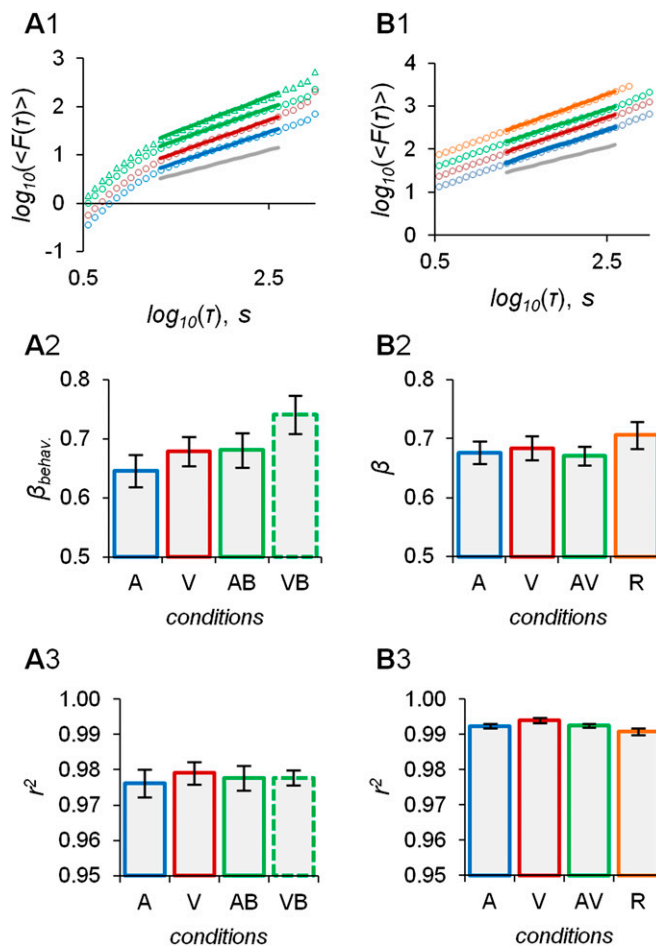 A1
log10(<F(τ)>)
3
2
1
0
-1
0.5
2.5
log10(τ), s
B1
log10(<F(τ)>)
4
3
2
1
0
0.5
2.5
log10(τ), s
A2
βbehav.
0.8
0.7
0.6
0.5
A V AB VB
conditions
B2
β
0.8
0.7
0.6
0.5
A V AV R
conditions
A3
r²
1.00
0.99
0.98
0.97
0.96
0.95
A V AB VB
conditions
B3
r²
1.00
0.99
0.98
0.97
0.96
0.95
A V AV R
conditions